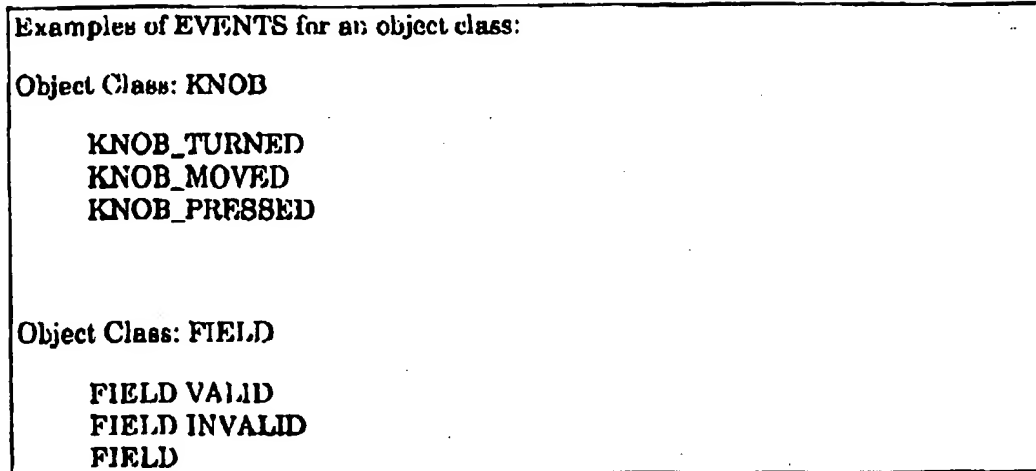 Examples of EVENTS for an object class:
Object Class: KNOB
KNOB_TURNED
KNOB_MOVED
KNOB_PRESSED
Object Class: FIELD
FIELD VALID
FIELD INVALID
FIELD